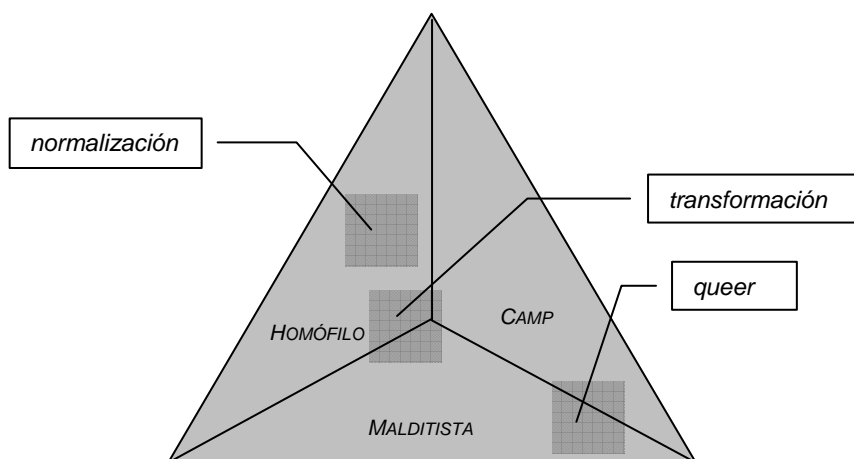 normalización
transformación
queer
HOMÓFILO
CAMP
MALDITISTA